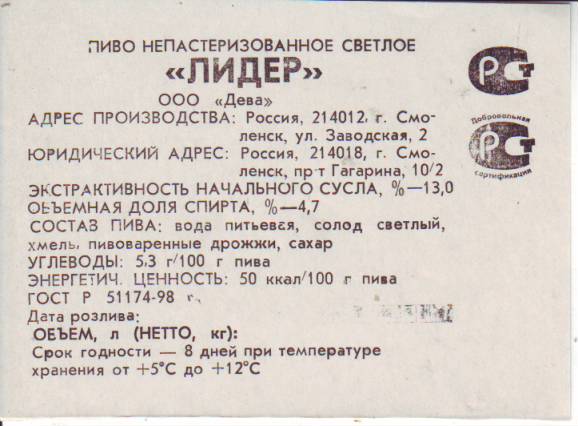 ПИВО НЕПАСТЕРИЗОВАННОЕ СВЕТЛОЕ
«ЛИДЕР»
ООО «Дева»
АДРЕС ПРОИЗВОДСТВА: Россия, 214012, г. Смо-
ленск, ул. Заводская, 2
ЮРИДИЧЕСКИЙ АДРЕС: Россия, 214018, г. Смо-
ленск, пр-т Гагарина, 10/2
ЭКСТРАКТИВНОСТЬ НАЧАЛЬНОГО СУСЛА, %—13,0
ОБЪЕМНАЯ ДОЛЯ СПИРТА, %—4,7
СОСТАЗ ПИВА: вода питьевая, солод светлый,
хмель, пивоваренные дрожжи, сахар
УГЛЕВОДЫ: 5,3 г/100 г пива
ЭНЕРГЕТИЧ. ЦЕННОСТЬ: 50 ккал/100 г пива
ГОСТ Р 51174-98 г.
Дата розлива:
ОБЪЕМ, л (НЕТТО, кг):
Срок годности — 8 дней при температуре
хранения от +5°С до +12°С
РСТ
Добровольная
РСТ
сертификация